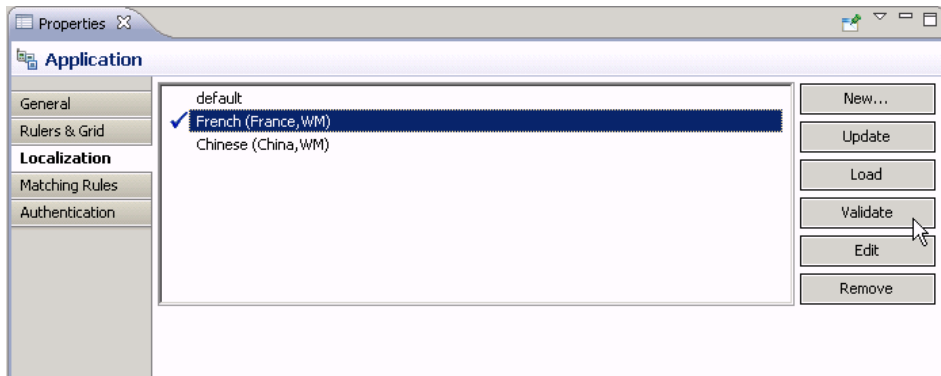 Properties
Application
General
Rulers & Grid
Localization
Matching Rules
Authentication
default
French (France,WM)
Chinese (China,WM)
New...
Update
Load
Validate
Edit
Remove